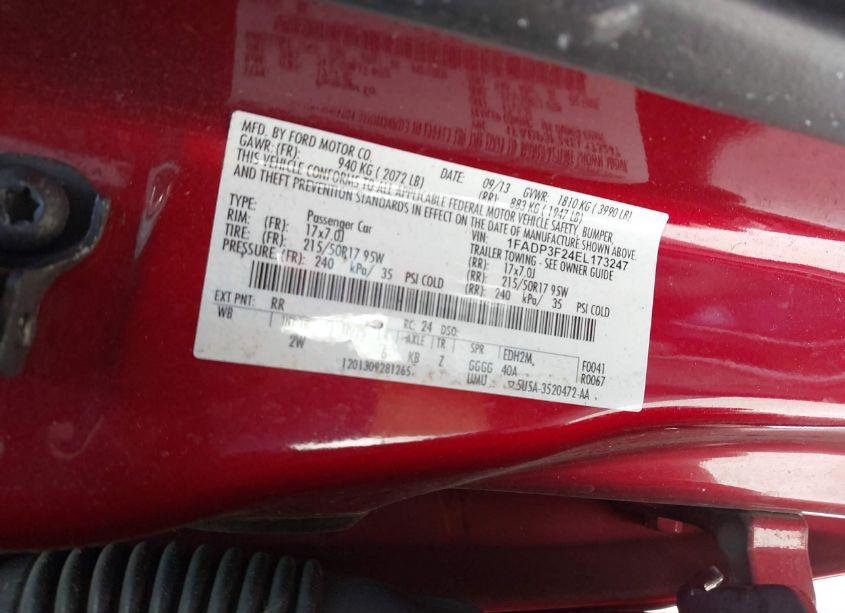 MFD. BY FORD MOTOR CO.
DATE: 09/13 GVWR: 1810 KG ( 3990 LB)
GAWR: (FR): 940 KG ( 2072 LB) (RR): 883 KG ( 1947 LB)
THIS VEHICLE CONFORMS TO ALL APPLICABLE FEDERAL MOTOR VEHICLE SAFETY, BUMPER,
AND THEFT PREVENTION STANDARDS IN EFFECT ON THE DATE OF MANUFACTURE SHOWN ABOVE.
VIN: 1FADP3F24EL173247
TYPE: Passenger Car TRAILER TOWING - SEE OWNER GUIDE
RIM: (FR): 17x7.0J (RR): 17x7.0J
TIRE: (FR): 215/50R17 95W (RR): 215/50R17 95W
PRESSURE: (FR): 240 kPa/ 35 PSI COLD (RR): 240 kPa/ 35 PSI COLD
EXT PNT: RR RC: 24 DSO:
WB AXLE TR SPR EDH2M, F0041
2W 6 KB Z GGGG 40A R0067
1201309281265 UMU 5U5A-3520472-AA